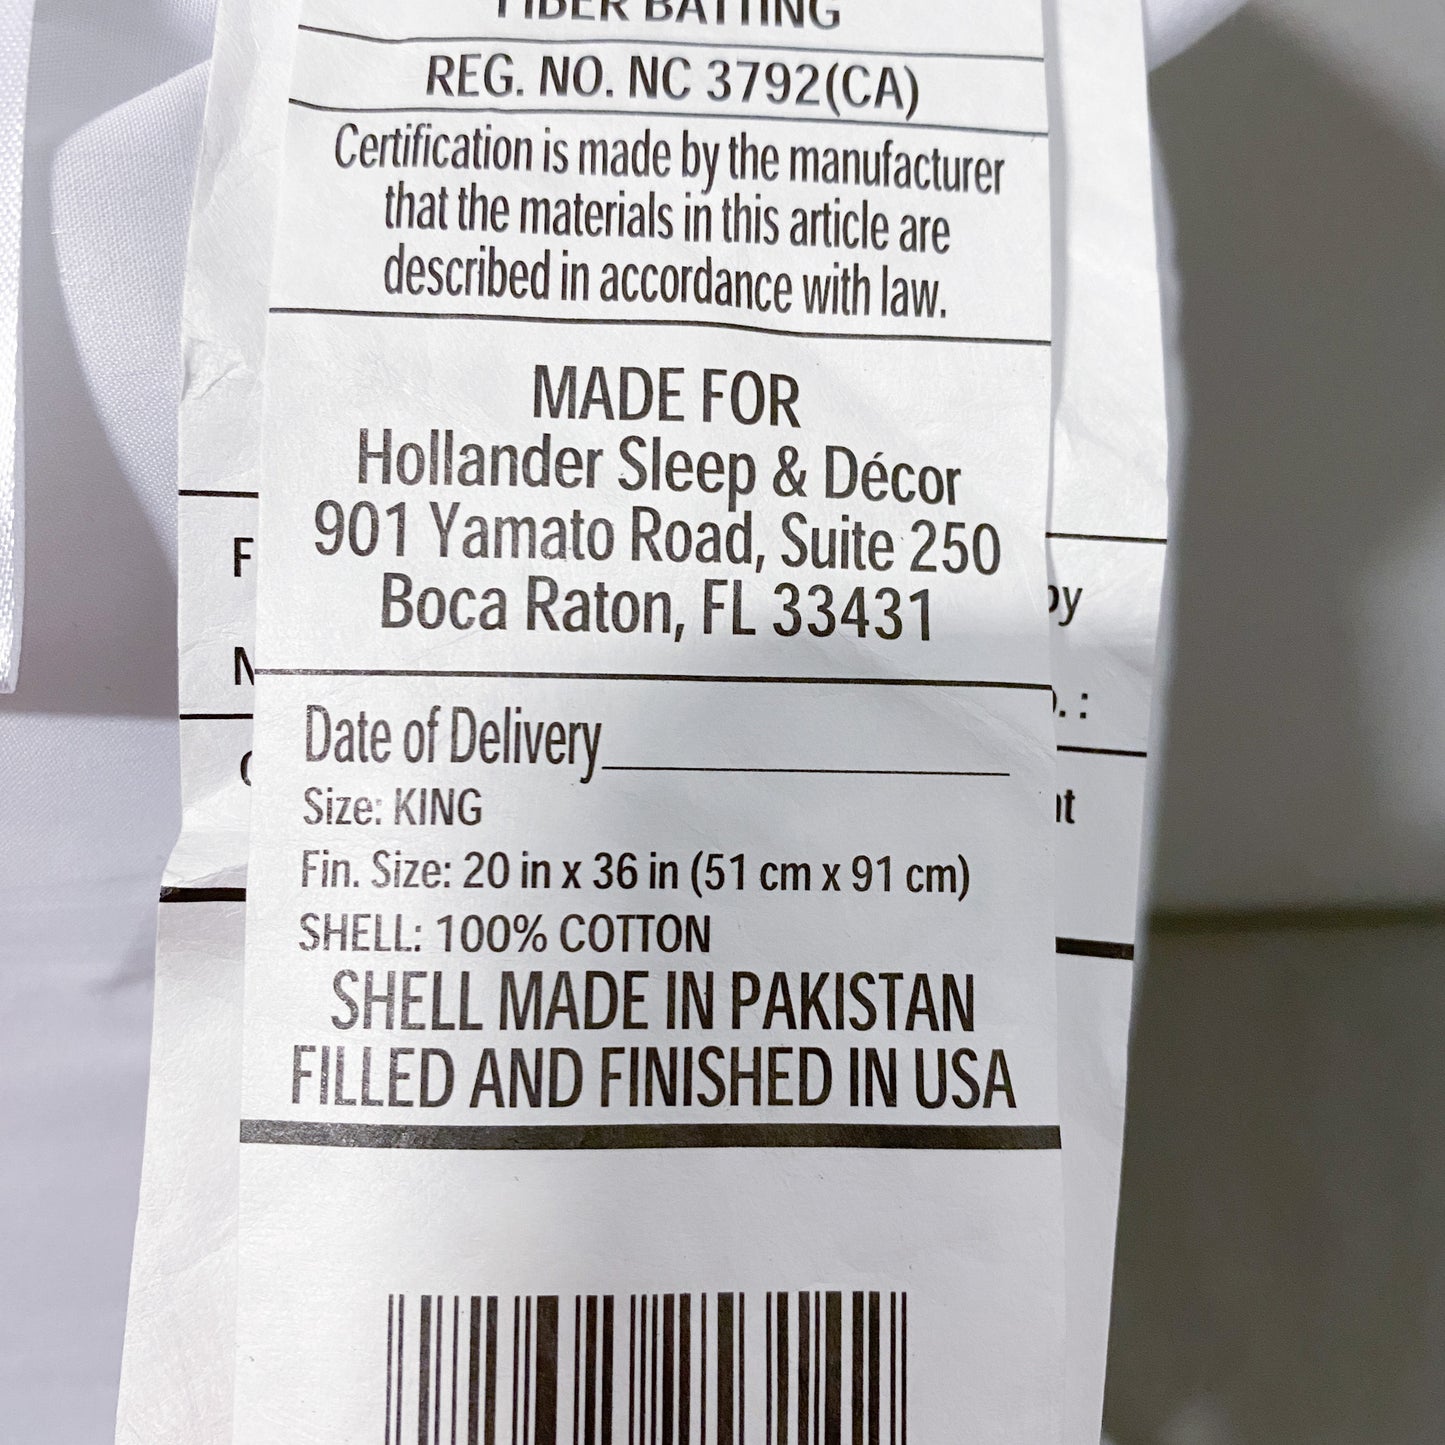 FIBER BATTING
REG. NO. NC 3792(CA)
Certification is made by the manufacturer
that the materials in this article are
described in accordance with law.
MADE FOR
Hollander Sleep & Décor
901 Yamato Road, Suite 250
Boca Raton, FL 33431
Date of Delivery
Size: KING
Fin. Size: 20 in x 36 in (51 cm x 91 cm)
SHELL: 100% COTTON
SHELL MADE IN PAKISTAN
FILLED AND FINISHED IN USA